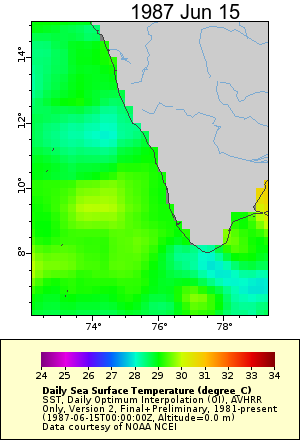 1987 Jun 15
14°
12°
10°
8°
74° 76° 78°
24 25 26 27 28 29 30 31 32 33 34
Daily Sea Surface Temperature (degree_C)
SST, Daily Optimum Interpolation (OI), AVHRR
Only, Version 2, Final+Preliminary, 1981-present
(1987-06-15T00:00:00Z, Altitude=0.0 m)
Data courtesy of NOAA NCEI